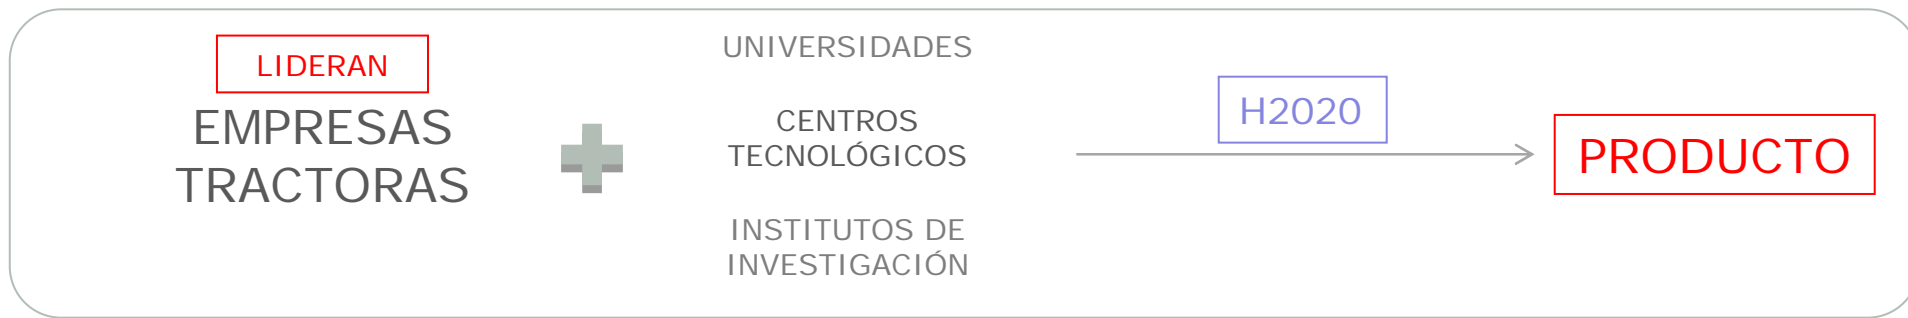 LIDERAN
EMPRESAS
TRACTORAS
UNIVERSIDADES
CENTROS
TECNOLÓGICOS
INSTITUTOS DE
INVESTIGACIÓN
H2020
PRODUCTO